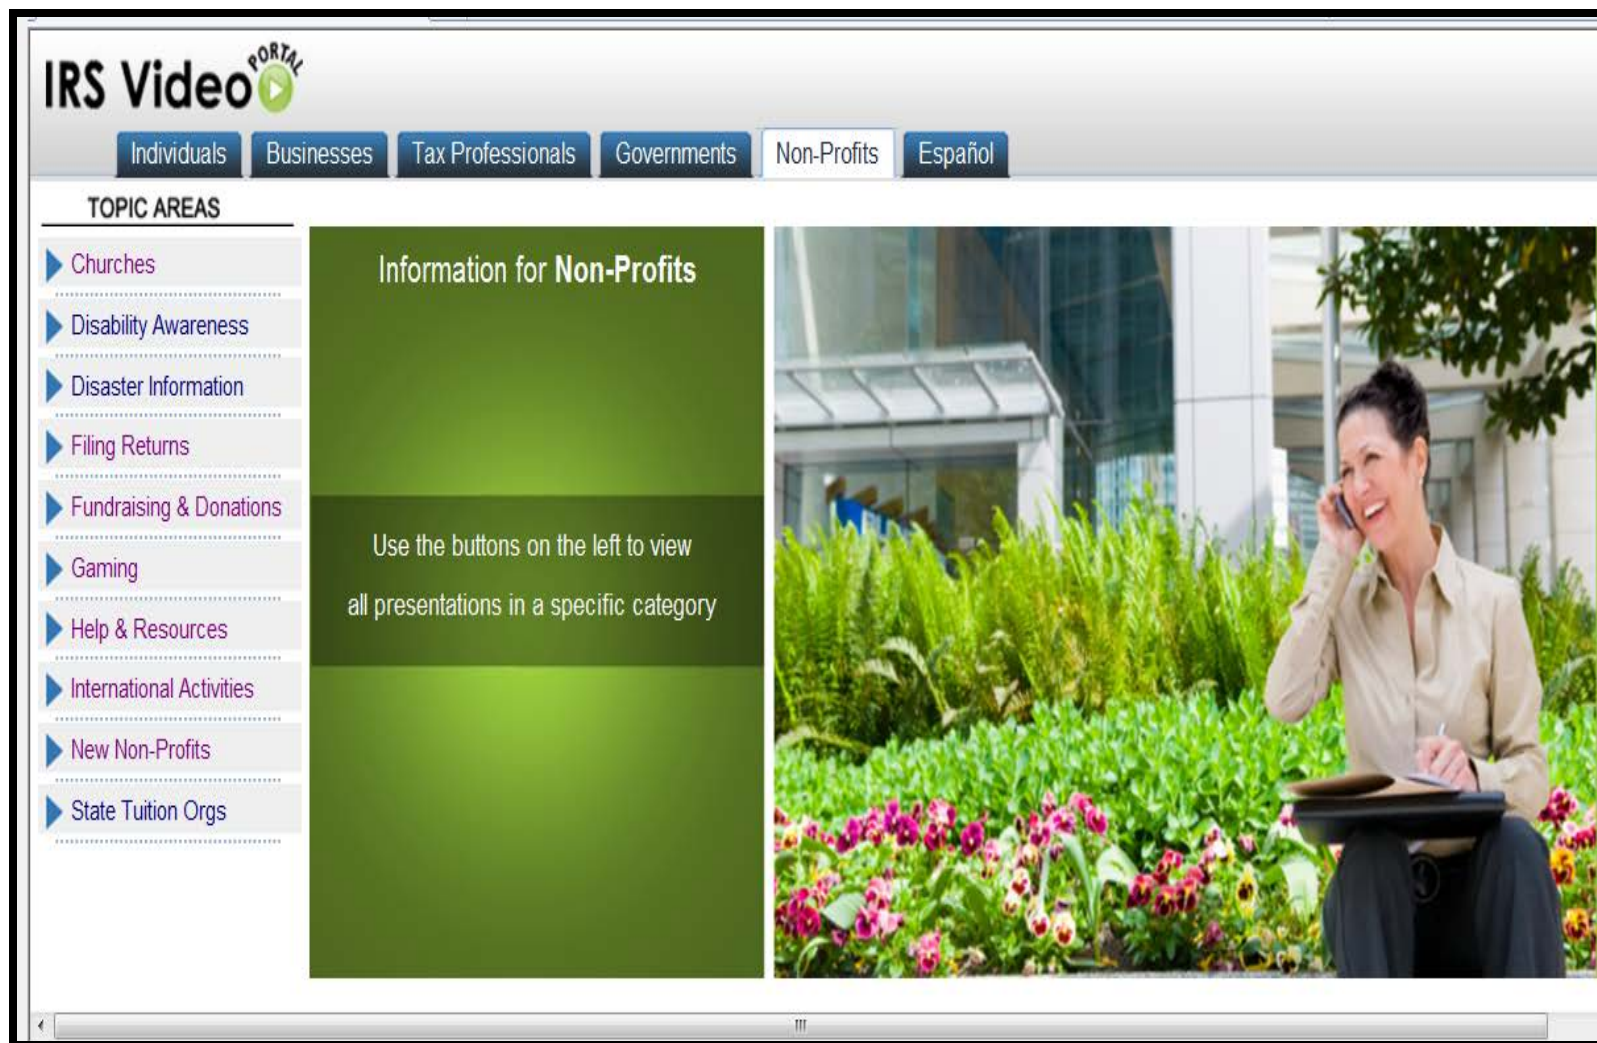 IRS Video PORTAL
Individuals Businesses Tax Professionals Governments Non-Profits Español
TOPIC AREAS
Churches
Disability Awareness
Disaster Information
Filing Returns
Fundraising & Donations
Gaming
Help & Resources
International Activities
New Non-Profits
State Tuition Orgs
Information for Non-Profits
Use the buttons on the left to view
all presentations in a specific category